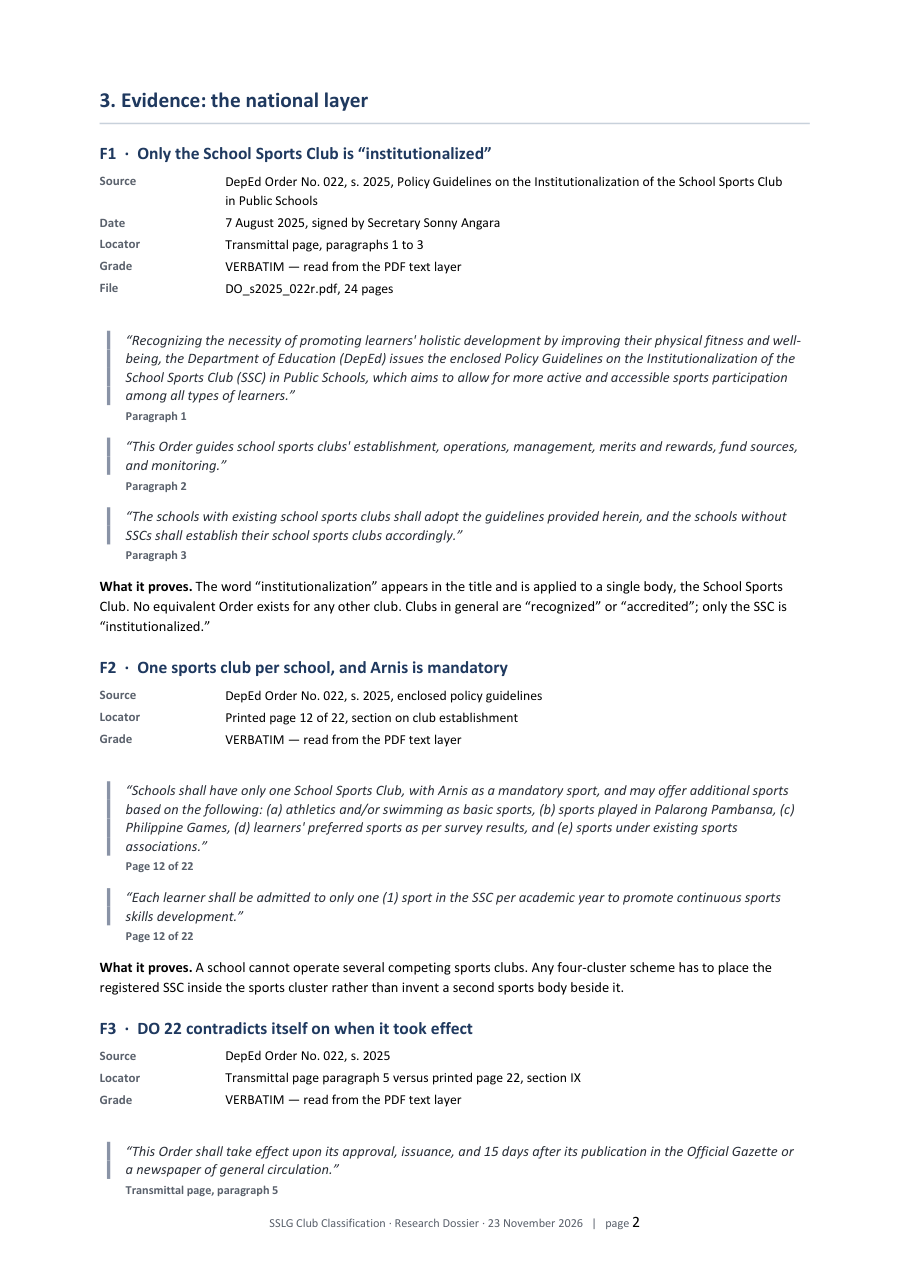 3. Evidence: the national layer
F1 · Only the School Sports Club is “institutionalized”
Source DepEd Order No. 022, s. 2025, Policy Guidelines on the Institutionalization of the School Sports Club
in Public Schools
Date 7 August 2025, signed by Secretary Sonny Angara
Locator Transmittal page, paragraphs 1 to 3
Grade VERBATIM — read from the PDF text layer
File DO_s2025_022r.pdf, 24 pages
“Recognizing the necessity of promoting learners' holistic development by improving their physical fitness and well-
being, the Department of Education (DepEd) issues the enclosed Policy Guidelines on the Institutionalization of the
School Sports Club (SSC) in Public Schools, which aims to allow for more active and accessible sports participation
among all types of learners.”
Paragraph 1
“This Order guides school sports clubs' establishment, operations, management, merits and rewards, fund sources,
and monitoring.”
Paragraph 2
“The schools with existing school sports clubs shall adopt the guidelines provided herein, and the schools without
SSCs shall establish their school sports clubs accordingly.”
Paragraph 3
What it proves. The word “institutionalization” appears in the title and is applied to a single body, the School Sports
Club. No equivalent Order exists for any other club. Clubs in general are “recognized” or “accredited”; only the SSC is
“institutionalized.”
F2 · One sports club per school, and Arnis is mandatory
Source DepEd Order No. 022, s. 2025, enclosed policy guidelines
Locator Printed page 12 of 22, section on club establishment
Grade VERBATIM — read from the PDF text layer
“Schools shall have only one School Sports Club, with Arnis as a mandatory sport, and may offer additional sports
based on the following: (a) athletics and/or swimming as basic sports, (b) sports played in Palarong Pambansa, (c)
Philippine Games, (d) learners' preferred sports as per survey results, and (e) sports under existing sports
associations.”
Page 12 of 22
“Each learner shall be admitted to only one (1) sport in the SSC per academic year to promote continuous sports
skills development.”
Page 12 of 22
What it proves. A school cannot operate several competing sports clubs. Any four-cluster scheme has to place the
registered SSC inside the sports cluster rather than invent a second sports body beside it.
F3 · DO 22 contradicts itself on when it took effect
Source DepEd Order No. 022, s. 2025
Locator Transmittal page paragraph 5 versus printed page 22, section IX
Grade VERBATIM — read from the PDF text layer
“This Order shall take effect upon its approval, issuance, and 15 days after its publication in the Official Gazette or
a newspaper of general circulation.”
Transmittal page, paragraph 5
SSLG Club Classification · Research Dossier · 23 November 2026 | page 2